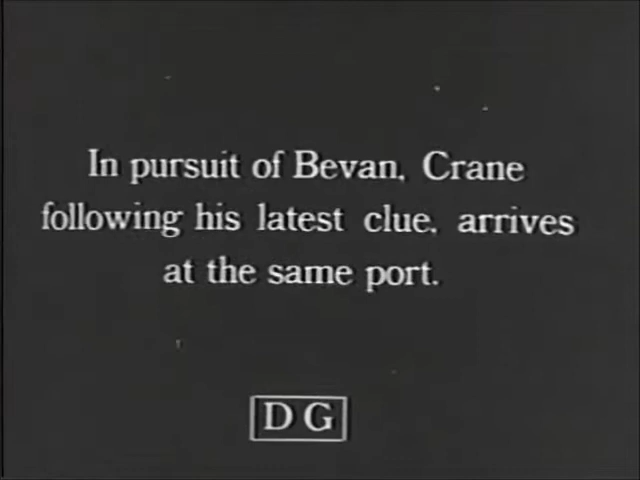 In pursuit of Bevan, Crane
following his latest clue, arrives
at the same port.
DG